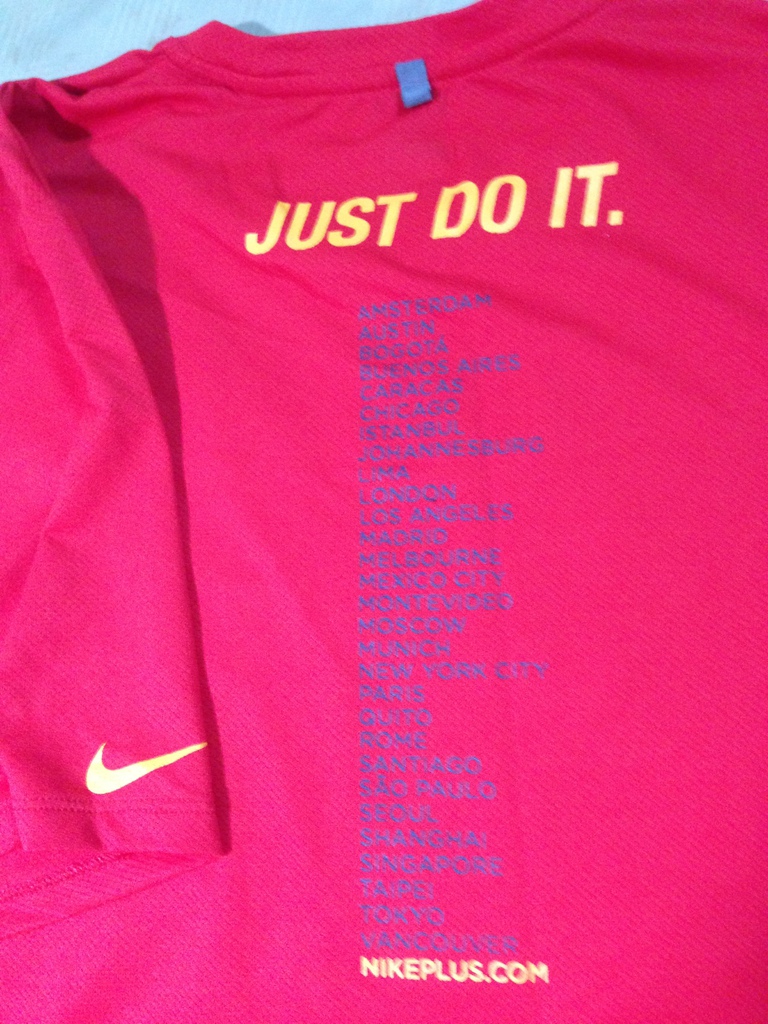 JUST DO IT.
AMSTERDAM
AUSTIN
BOGOTÁ
BUENOS AIRES
CARACAS
CHICAGO
ISTANBUL
JOHANNESBURG
LIMA
LONDON
LOS ANGELES
MADRID
MELBOURNE
MEXICO CITY
MONTEVIDEO
MOSCOW
MUNICH
NEW YORK CITY
PARIS
QUITO
ROME
SANTIAGO
SÃO PAULO
SEOUL
SHANGHAI
SINGAPORE
TAIPEI
TOKYO
VANCOUVER
NIKEPLUS.COM